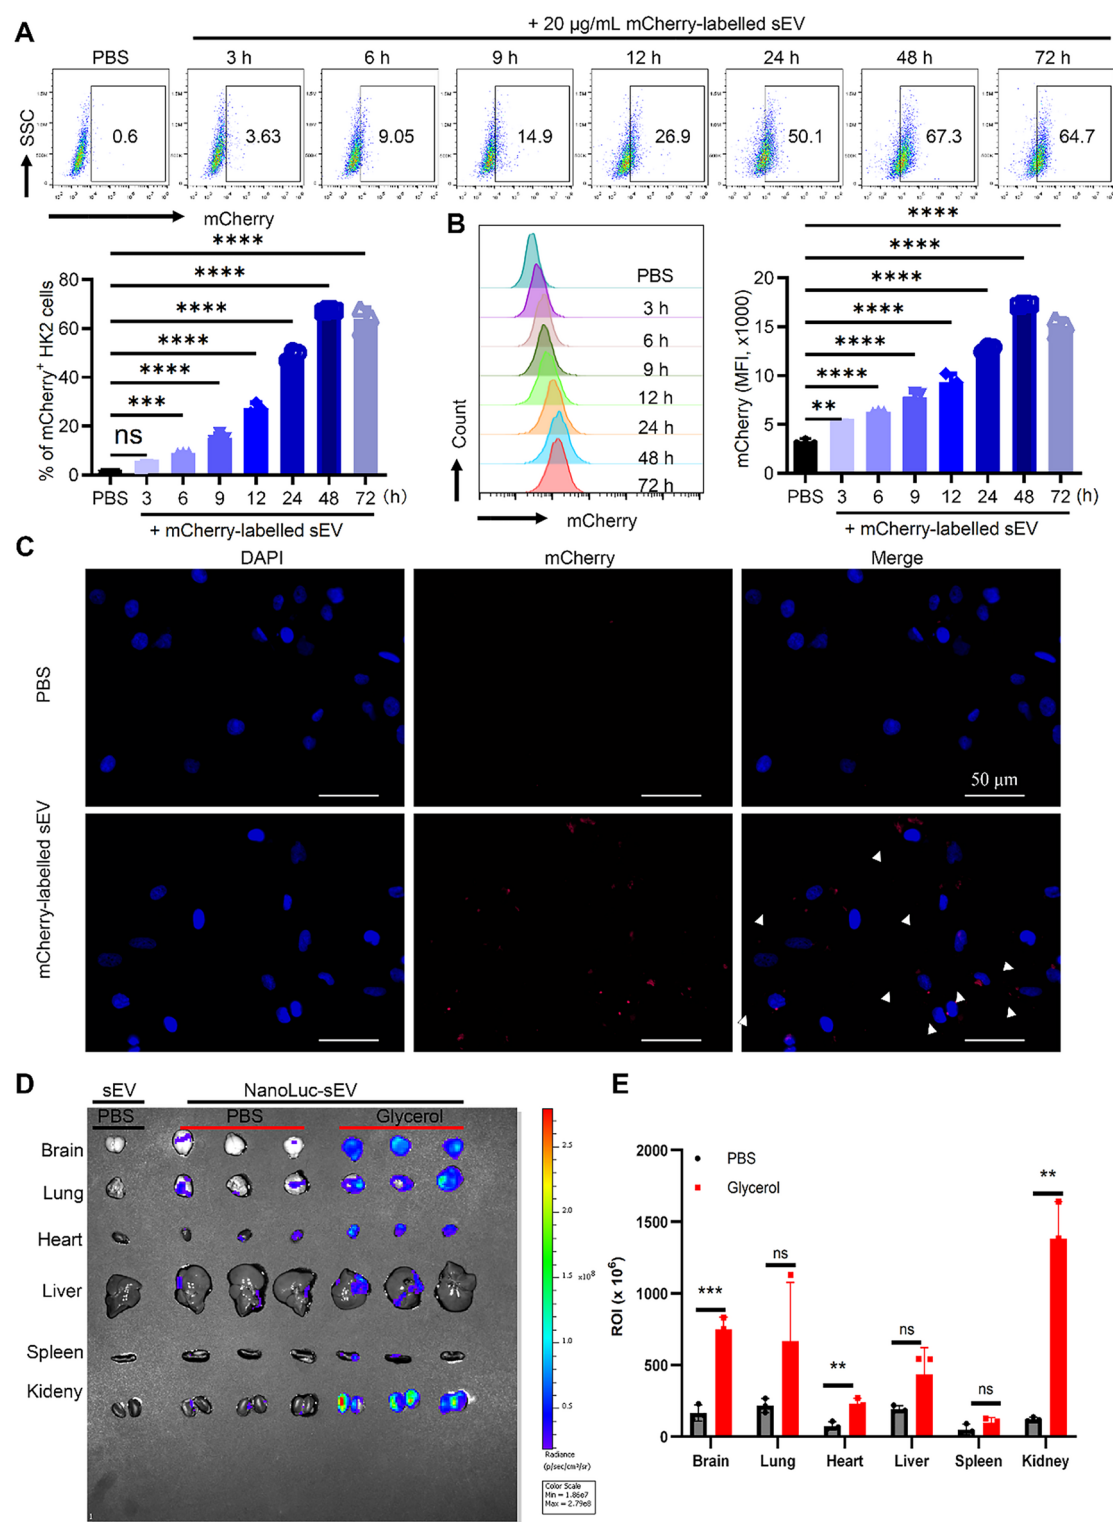 A
+ 20 µg/mL mCherry-labelled sEV
PBS 3 h 6 h 9 h 12 h 24 h 48 h 72 h
SSC
0.6 3.63 9.05 14.9 26.9 50.1 67.3 64.7
mCherry
% of mCherry+ HK2 cells
80
60
40
20
0
ns *** **** **** **** **** ****
PBS 3 6 9 12 24 48 72 (h)
+ mCherry-labelled sEV
B
Count
PBS
3 h
6 h
9 h
12 h
24 h
48 h
72 h
mCherry
mCherry (MFI, x1000)
20
15
10
5
0
** **** **** **** **** **** ****
PBS 3 6 9 12 24 48 72 (h)
+ mCherry-labelled sEV
C
DAPI mCherry Merge
PBS
50 µm
mCherry-labelled sEV
D
sEV NanoLuc-sEV
PBS PBS Glycerol
Brain
Lung
Heart
Liver
Spleen
Kideny
2.5
2.0
1.5 x10⁸
1.0
0.5
Radiance
(p/sec/cm²/sr)
Color Scale
Min = 1.86e7
Max = 2.79e8
1
E
PBS
Glycerol
ROI (x 10⁶)
2000
1500
1000
500
0
*** ns ** ns ns **
Brain Lung Heart Liver Spleen Kidney